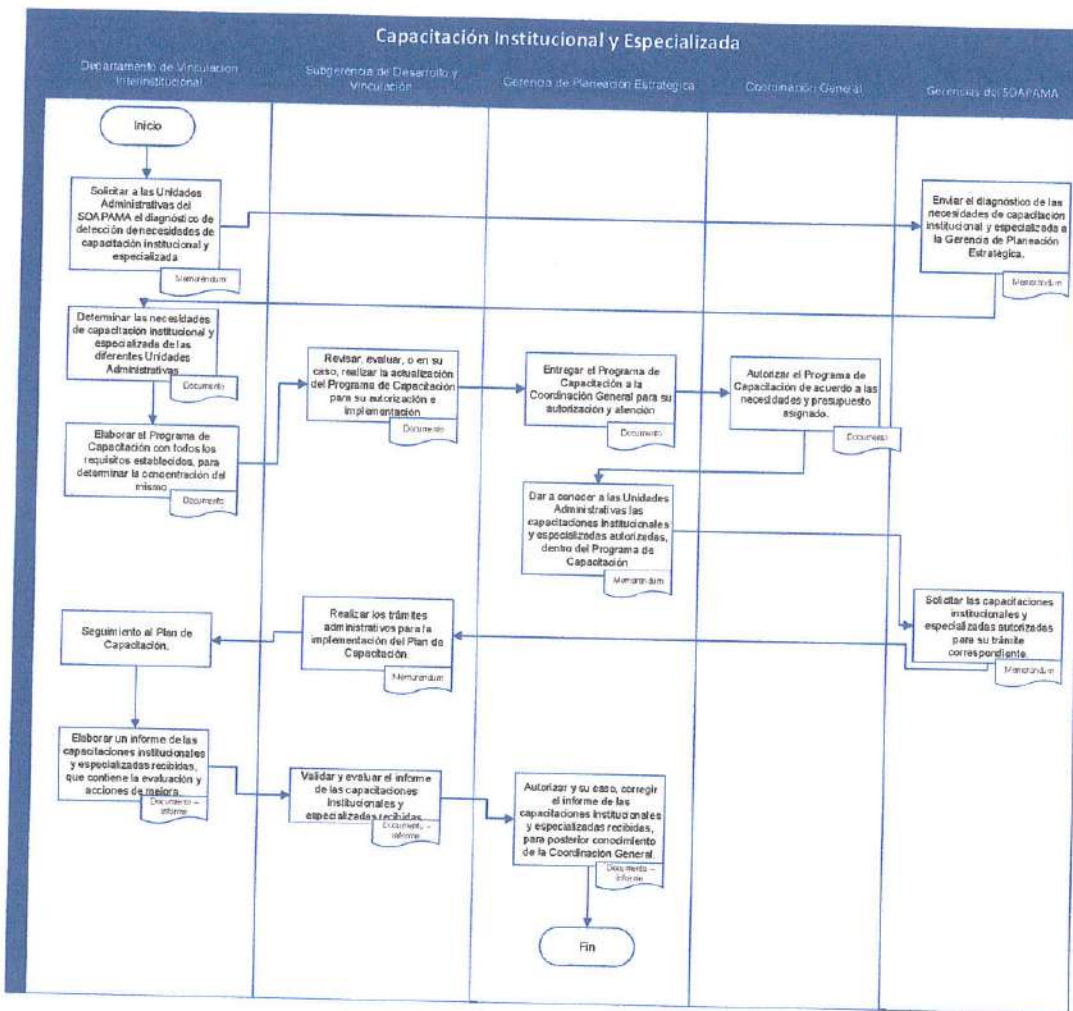 Capacitación Institucional y Especializada
Departamento de Vinculación
Interinstitucional
Subgerencia de Desarrollo y
Vinculación
Gerencia de Planeación Estratégica
Coordinación General
Gerencias del SOAPAMA
Inicio
Solicitar a las Unidades
Administrativas del
SOAPAMA el diagnóstico de
detección de necesidades de
capacitación institucional y
especializada
Memorándum
Enviar el diagnóstico de las
necesidades de capacitación
institucional y especializada a
la Gerencia de Planeación
Estratégica.
Memorándum
Determinar las necesidades
de capacitación institucional y
especializada de las
diferentes Unidades
Administrativas
Documento
Elaborar el Programa de
Capacitación con todos los
requisitos establecidos, para
determinar la concentración del
mismo
Documento
Revisar, evaluar, o en su
caso, realizar la actualización
del Programa de Capacitación
para su autorización e
implementación
Documento
Entregar el Programa de
Capacitación a la
Coordinación General para su
autorización y atención
Documento
Autorizar el Programa de
Capacitación de acuerdo a las
necesidades y presupuesto
asignado.
Documento
Dar a conocer a las Unidades
Administrativas las
capacitaciones institucionales
y especializadas autorizadas,
dentro del Programa de
Capacitación
Memorándum
Solicitar las capacitaciones
institucionales y
especializadas autorizadas
para su trámite
correspondiente.
Memorándum
Realizar los trámites
administrativos para la
implementación del Plan de
Capacitación.
Memorándum
Seguimiento al Plan de
Capacitación.
Elaborar un informe de las
capacitaciones institucionales
y especializadas recibidas,
que contiene la evaluación y
acciones de mejora.
Documento –
informe
Validar y evaluar el informe
de las capacitaciones
Institucionales y
especializadas recibidas
Documento –
informe
Autorizar y su caso, corregir
el informe de las
capacitaciones institucionales
y especializadas recibidas,
para posterior conocimiento
de la Coordinación General.
Documento –
informe
Fin